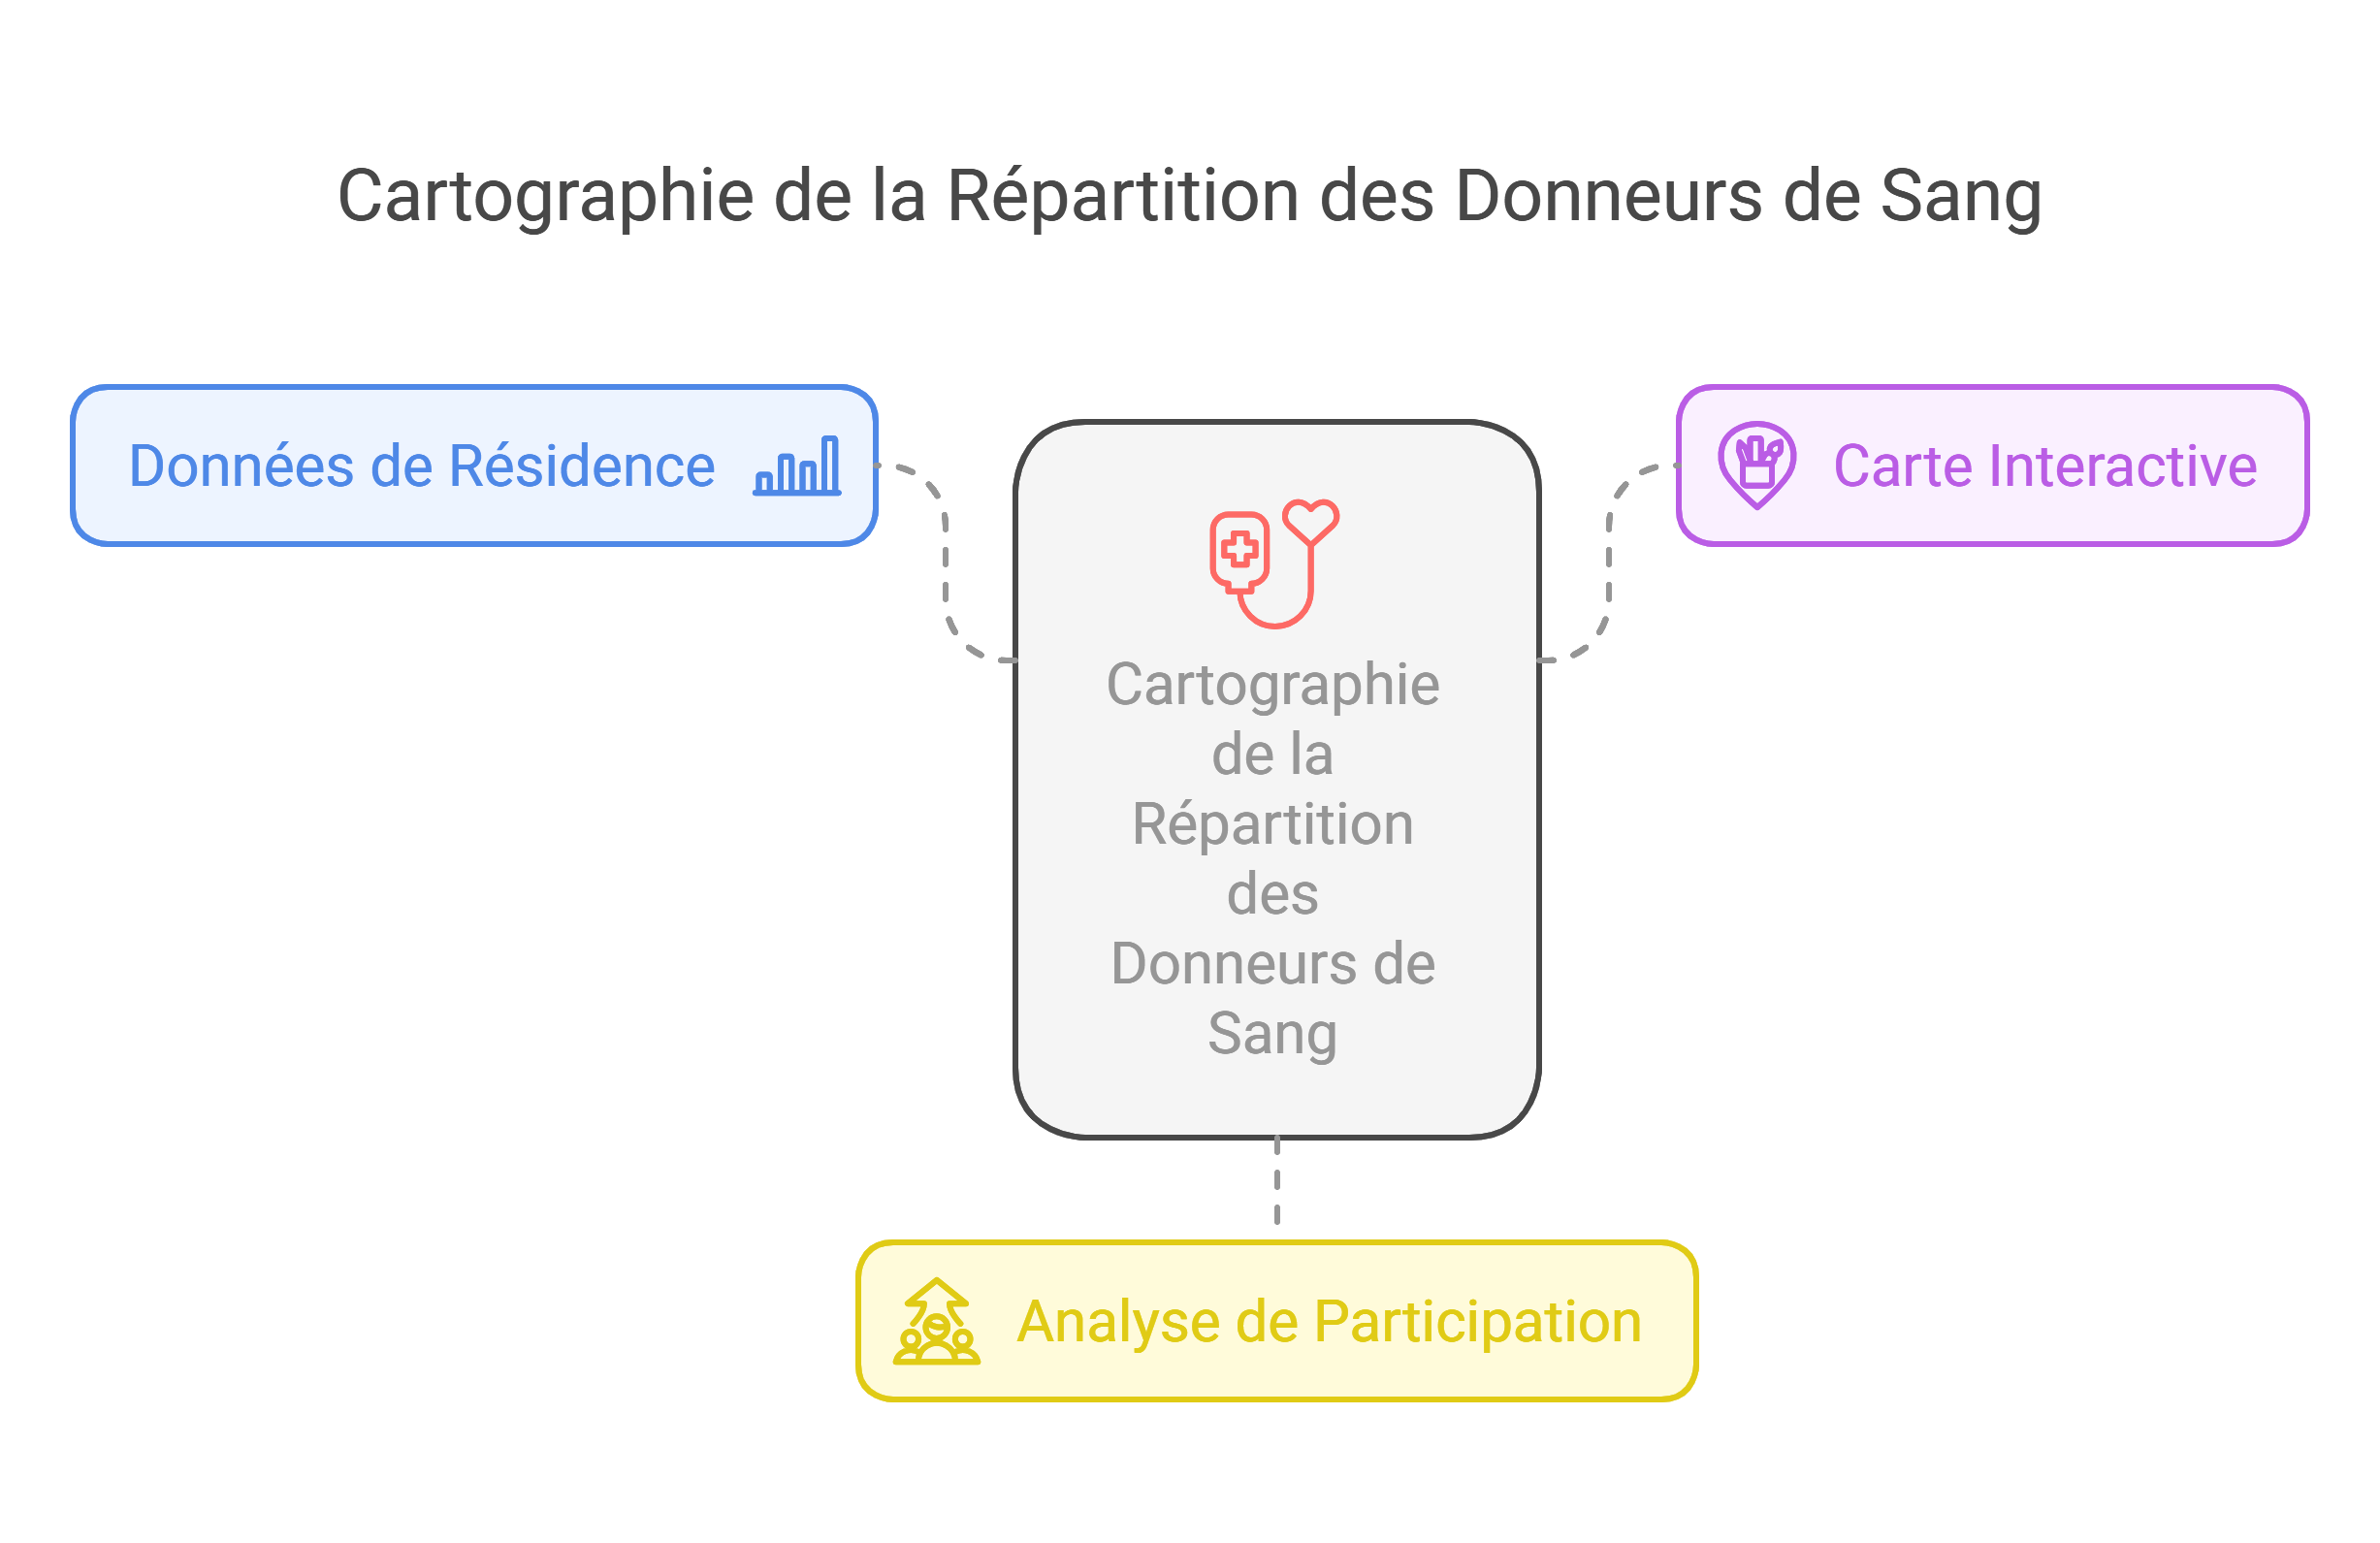 Cartographie de la Répartition des Donneurs de Sang
Données de Résidence
Carte Interactive
Cartographie
de la
Répartition
des
Donneurs de
Sang
Analyse de Participation